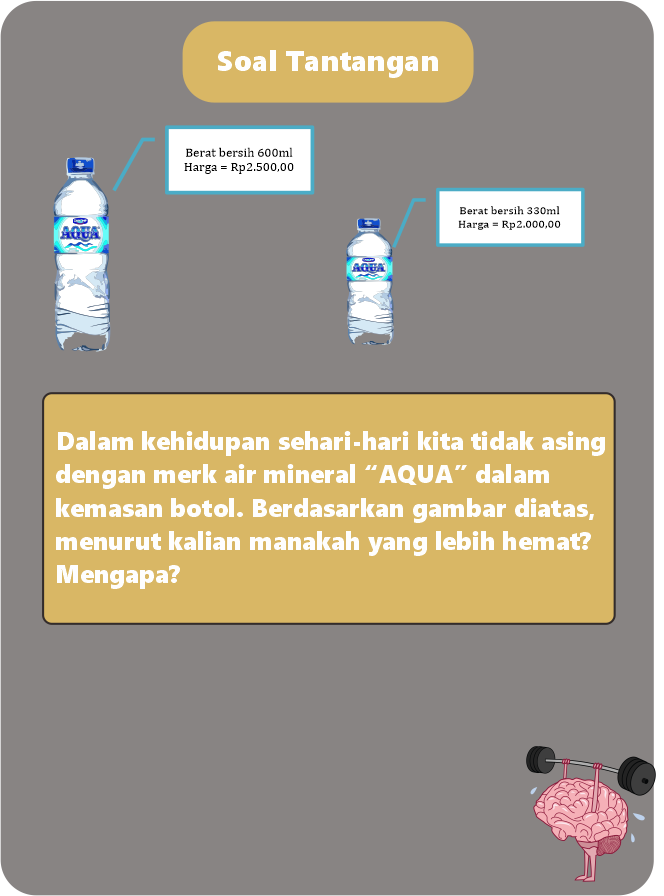 Soal Tantangan
Berat bersih 600ml
Harga = Rp2.500,00
Berat bersih 330ml
Harga = Rp2.000,00
AQUA
AQUA
Dalam kehidupan sehari-hari kita tidak asing
dengan merk air mineral “AQUA” dalam
kemasan botol. Berdasarkan gambar diatas,
menurut kalian manakah yang lebih hemat?
Mengapa?